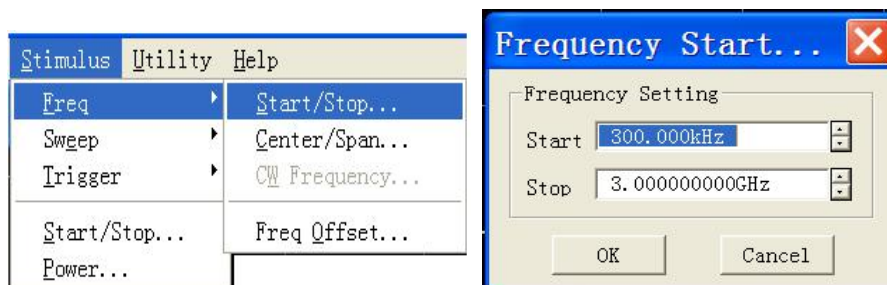 Stimulus Utility Help
Freq
Sweep
Trigger
Start/Stop...
Power...
Start/Stop...
Center/Span...
CW Frequency...
Freq Offset...
Frequency Start...
Frequency Setting
Start 300.000kHz
Stop 3.000000000GHz
OK Cancel